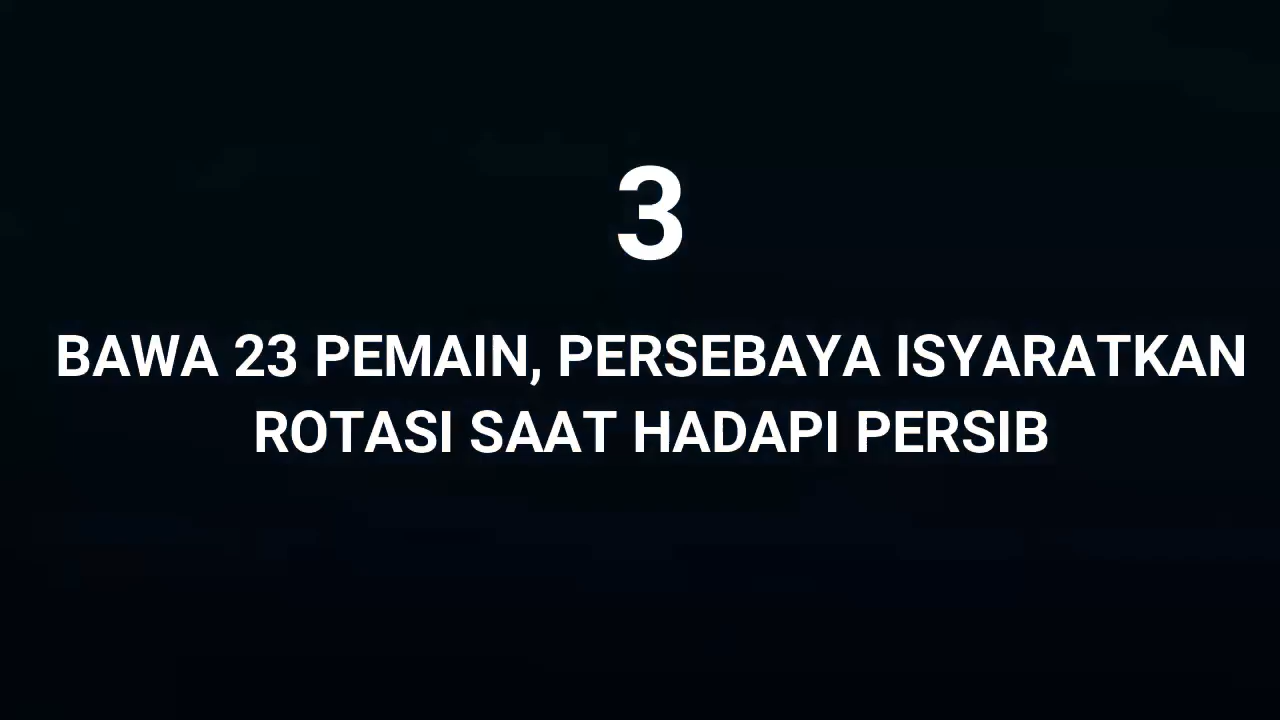 3
BAWA 23 PEMAIN, PERSEBAYA ISYARATKAN
ROTASI SAAT HADAPI PERSIB